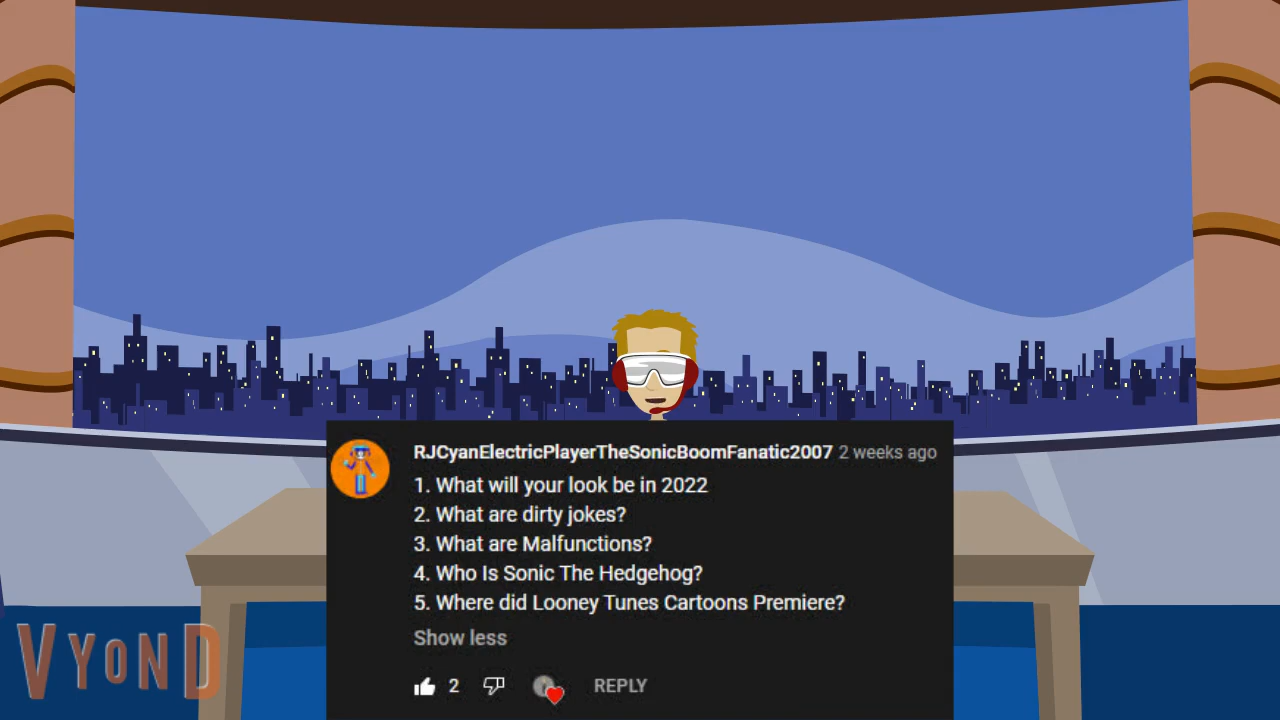 RJCyanElectricPlayerTheSonicBoomFanatic2007 2 weeks ago
1. What will your look be in 2022
2. What are dirty jokes?
3. What are Malfunctions?
4. Who Is Sonic The Hedgehog?
5. Where did Looney Tunes Cartoons Premiere?
Show less
2 REPLY
VYOND